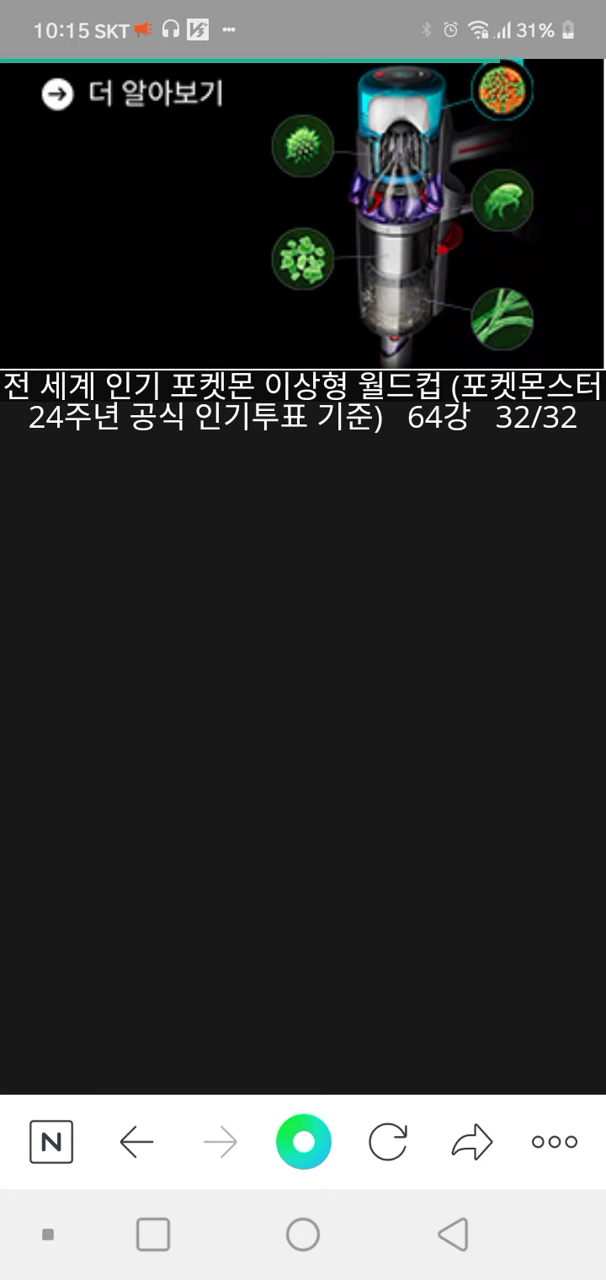 10:15 SKT 31%
더 알아보기
전 세계 인기 포켓몬 이상형 월드컵 (포켓몬스터
24주년 공식 인기투표 기준) 64강 32/32
N